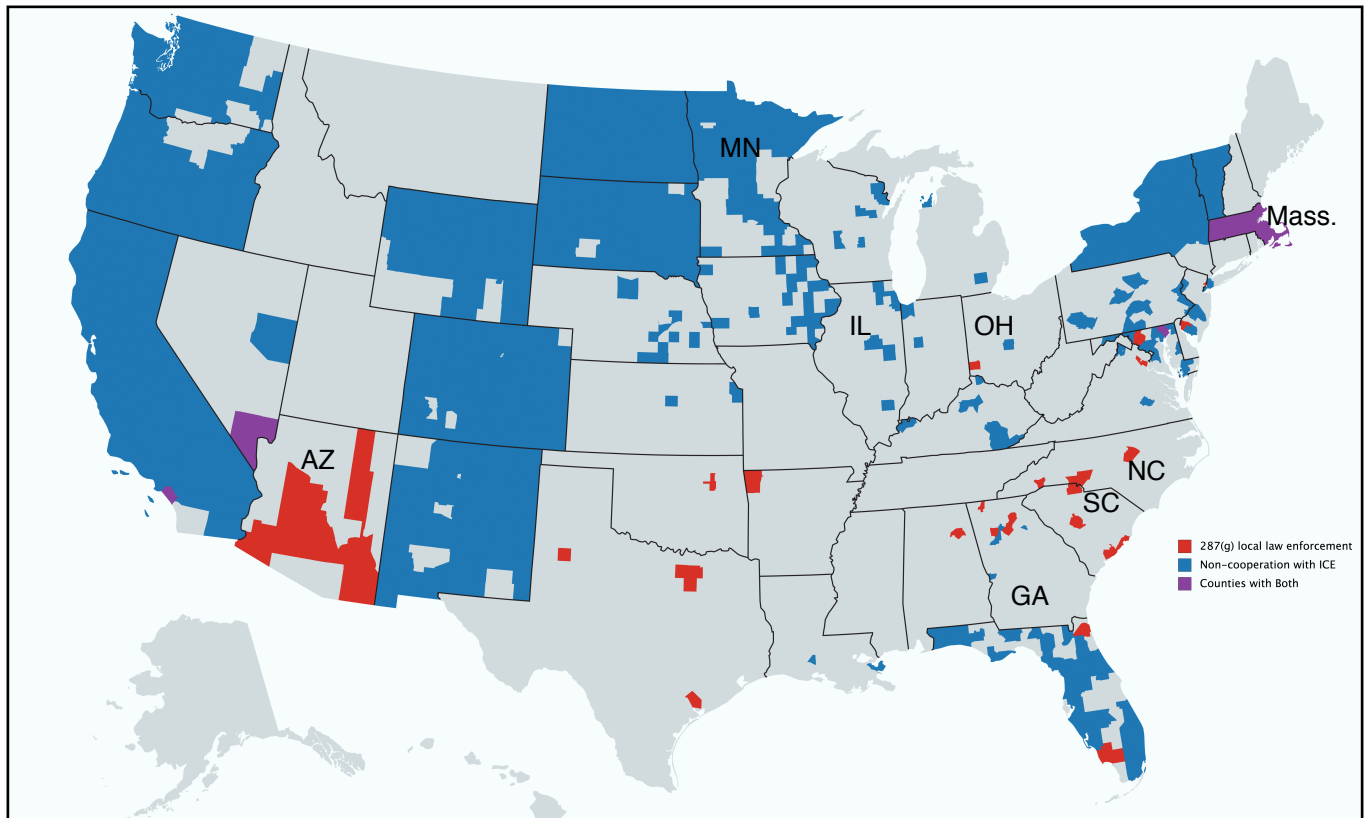 MN
Mass.
IL
OH
AZ
NC
SC
287(g) local law enforcement
Non-cooperation with ICE
Counties with Both
GA